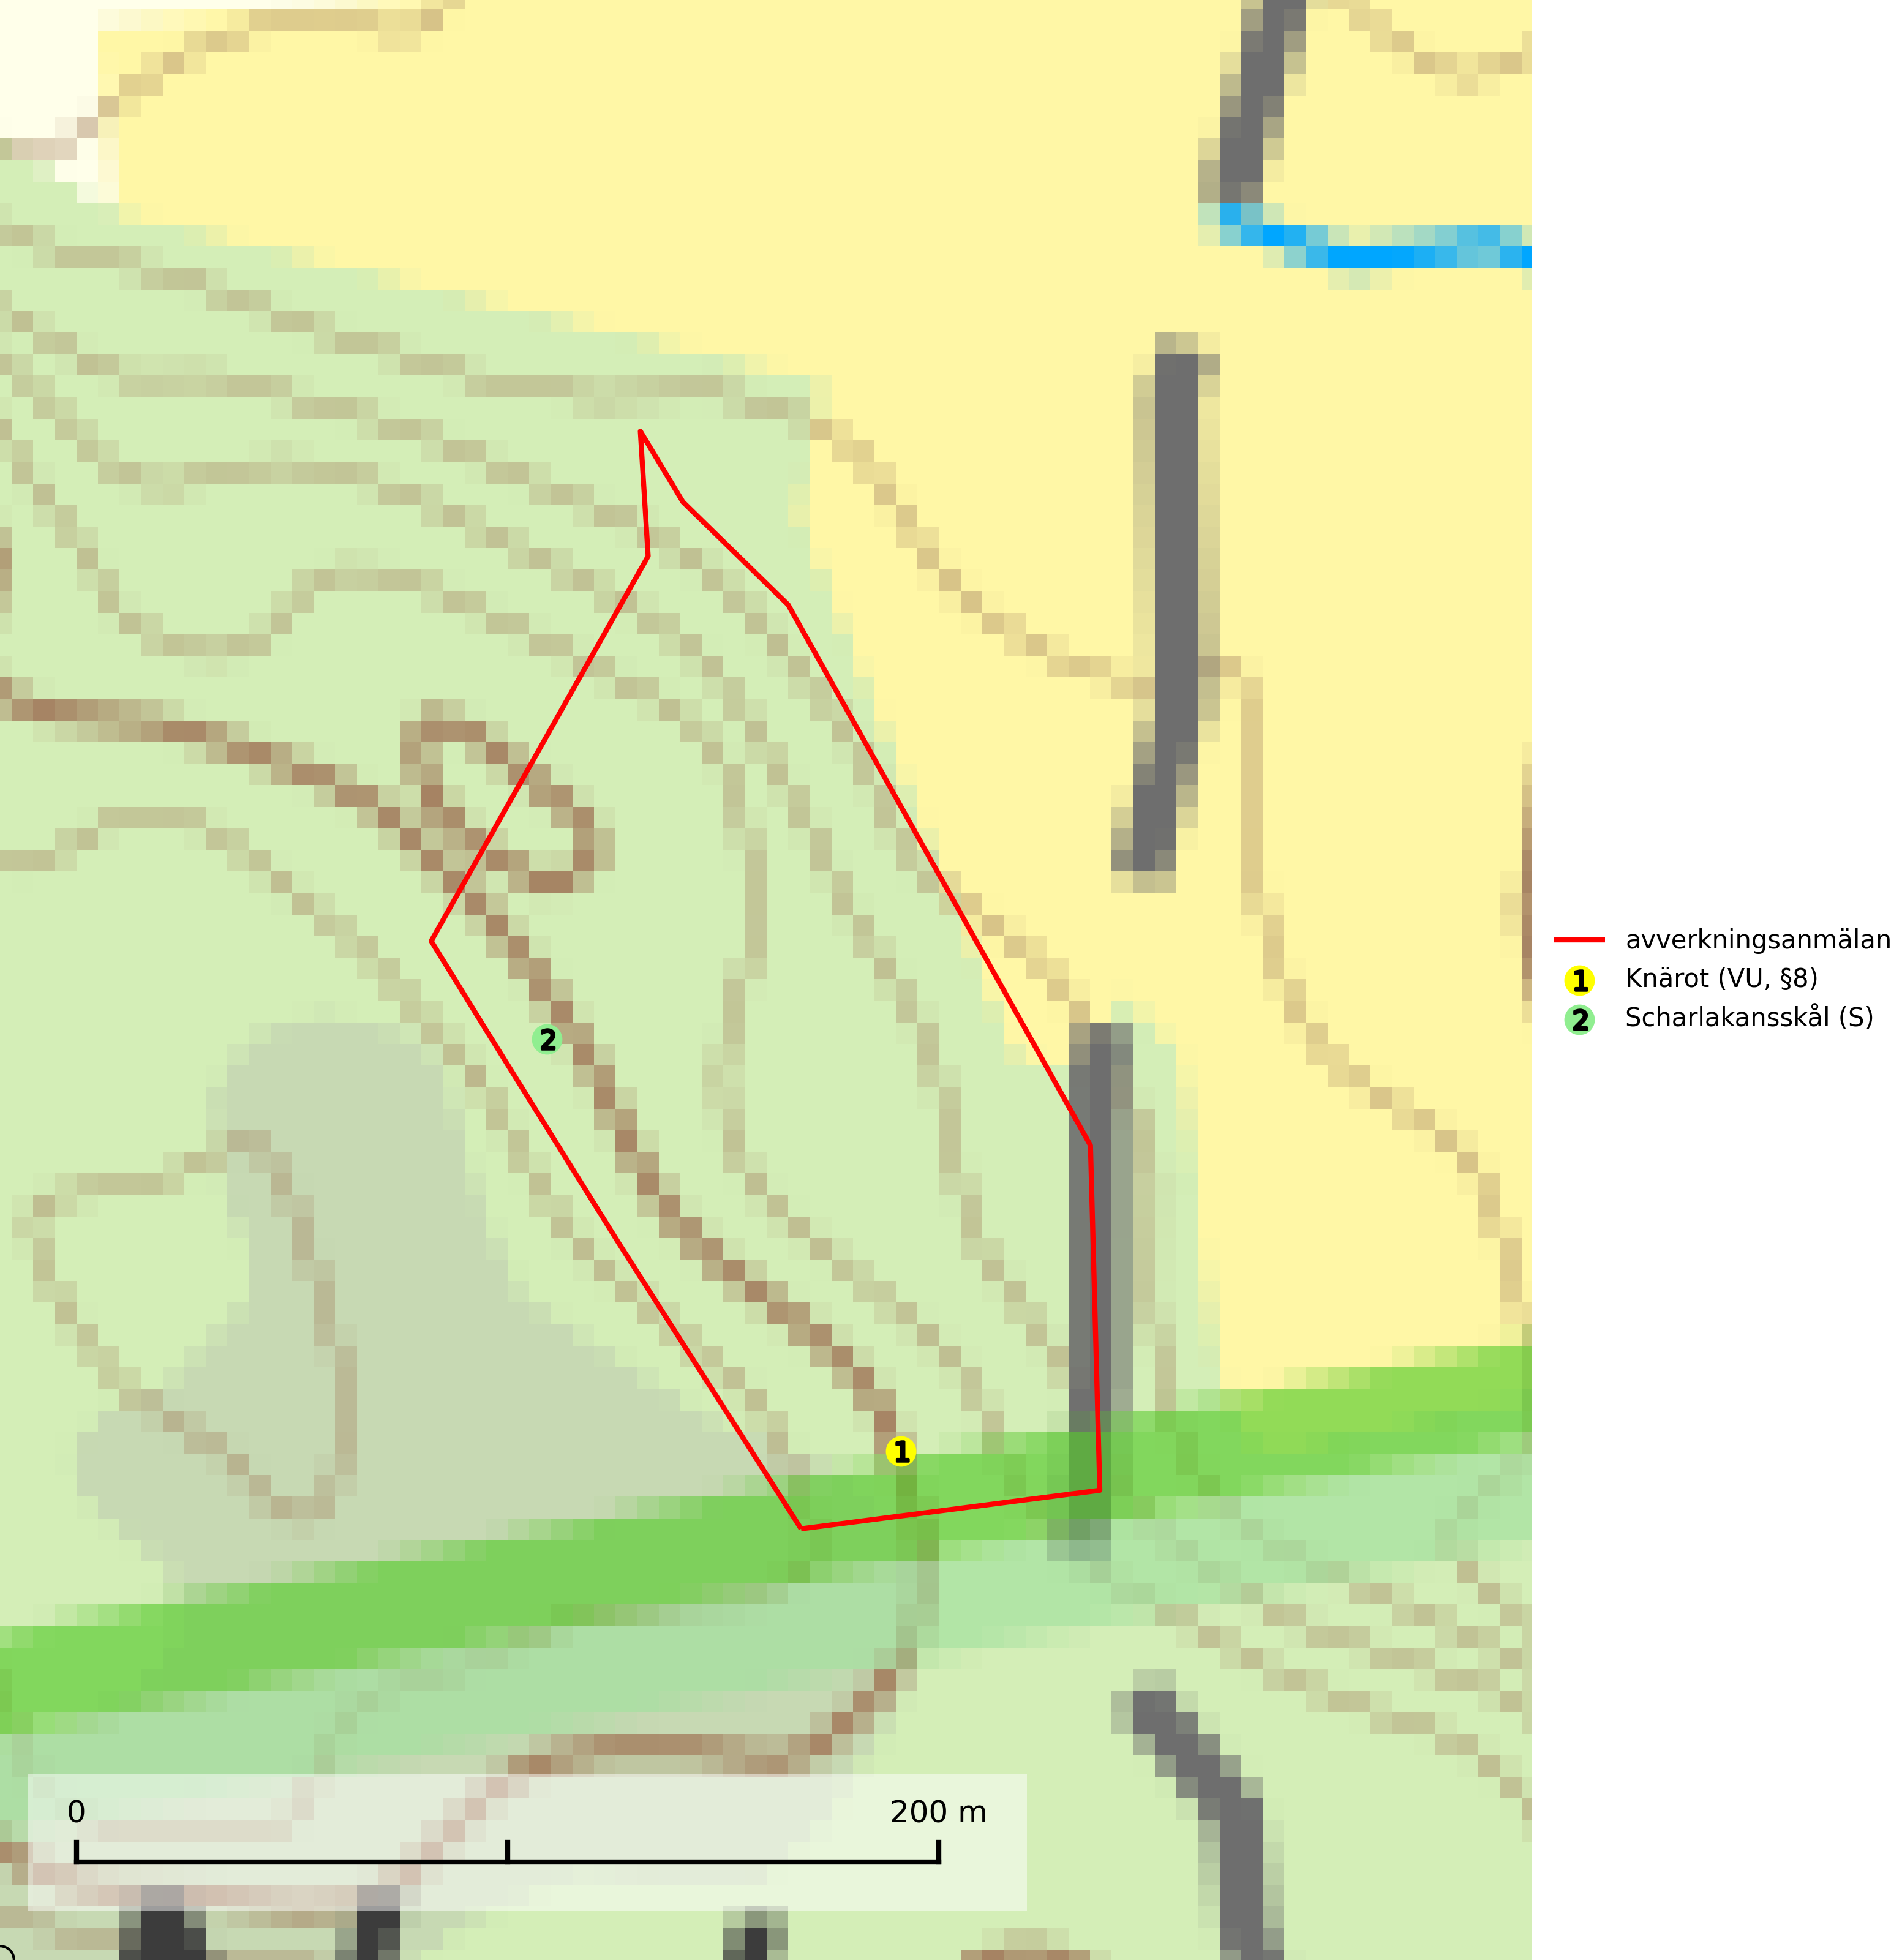 avverkningsanmälan
1 Knärot (VU, §8)
2 Scharlakansskål (S)
2
1
0 200 m